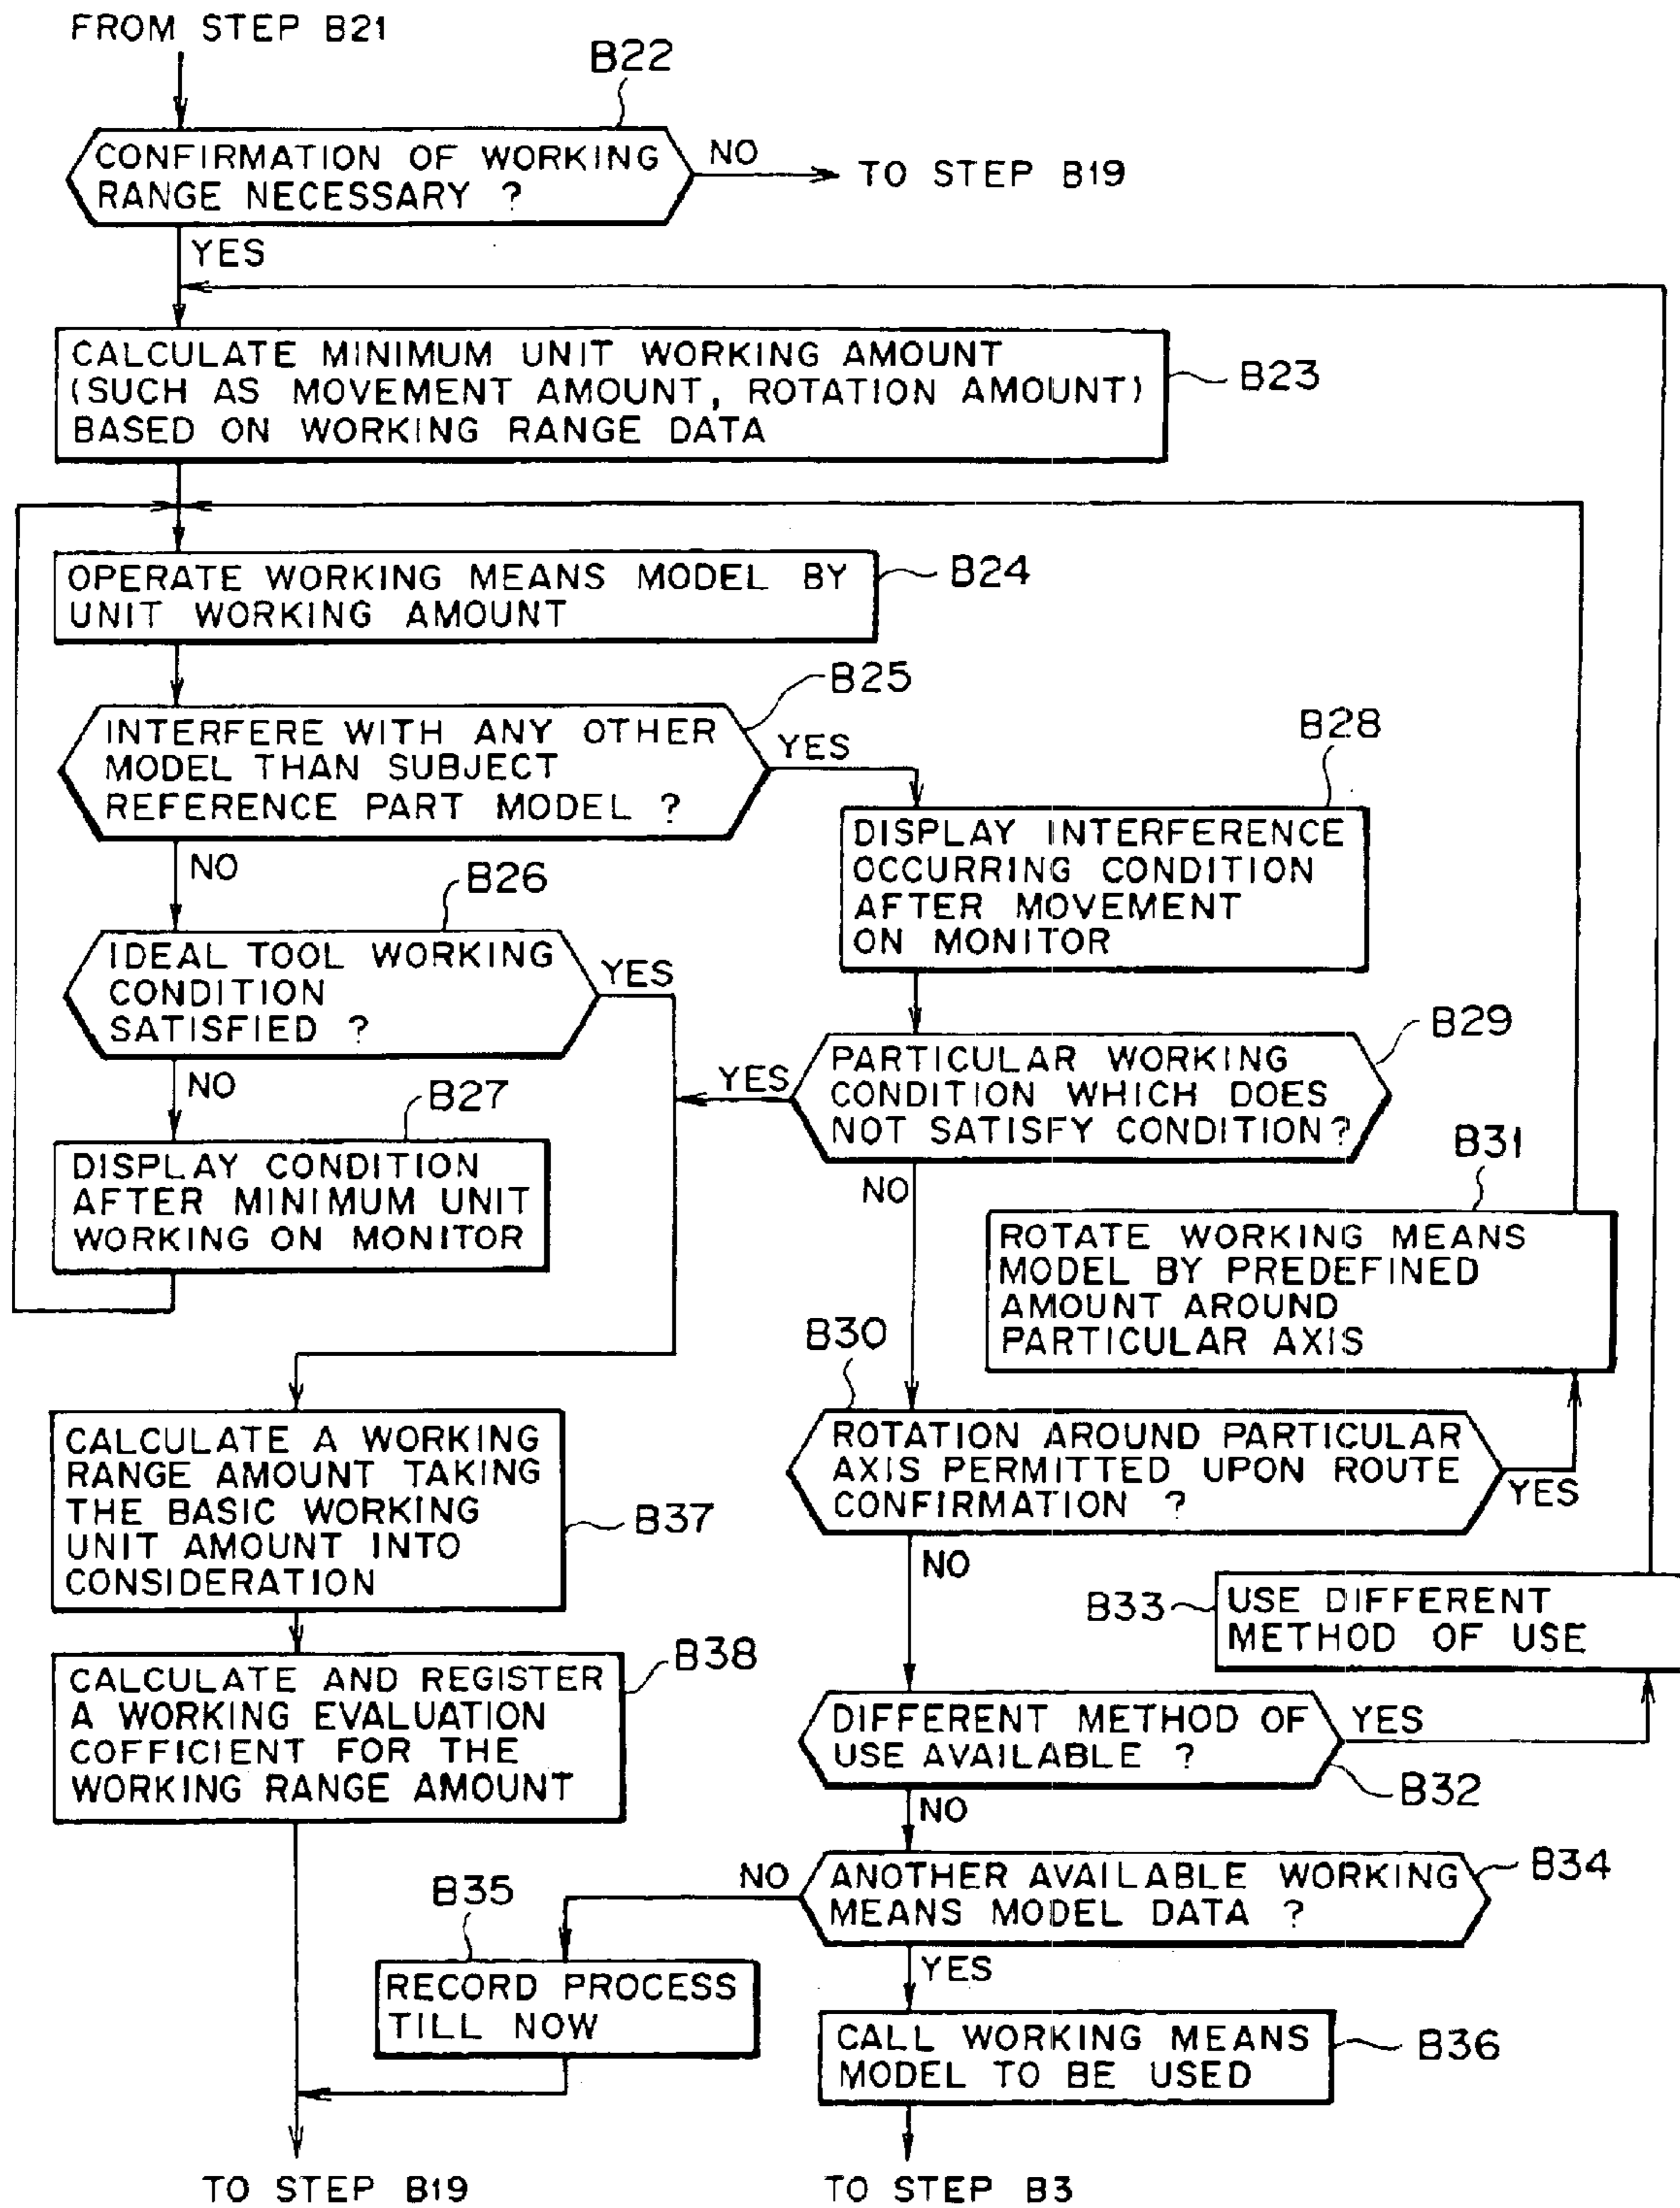 FROM STEP B21
B22
CONFIRMATION OF WORKING
RANGE NECESSARY ?
NO
TO STEP B19
YES
CALCULATE MINIMUM UNIT WORKING AMOUNT
(SUCH AS MOVEMENT AMOUNT, ROTATION AMOUNT)
BASED ON WORKING RANGE DATA
B23
OPERATE WORKING MEANS MODEL BY
UNIT WORKING AMOUNT
B24
B25
INTERFERE WITH ANY OTHER
MODEL THAN SUBJECT
REFERENCE PART MODEL ?
YES
NO
B28
DISPLAY INTERFERENCE
OCCURRING CONDITION
AFTER MOVEMENT
ON MONITOR
B26
IDEAL TOOL WORKING
CONDITION
SATISFIED ?
YES
NO
B29
PARTICULAR WORKING
CONDITION WHICH DOES
NOT SATISFY CONDITION?
YES
NO
B27
DISPLAY CONDITION
AFTER MINIMUM UNIT
WORKING ON MONITOR
B31
ROTATE WORKING MEANS
MODEL BY PREDEFINED
AMOUNT AROUND
PARTICULAR AXIS
B30
ROTATION AROUND PARTICULAR
AXIS PERMITTED UPON ROUTE
CONFIRMATION ?
YES
NO
CALCULATE A WORKING
RANGE AMOUNT TAKING
THE BASIC WORKING
UNIT AMOUNT INTO
CONSIDERATION
B37
B33
USE DIFFERENT
METHOD OF USE
CALCULATE AND REGISTER
A WORKING EVALUATION
COFFICIENT FOR THE
WORKING RANGE AMOUNT
B38
DIFFERENT METHOD OF
USE AVAILABLE ?
YES
B32
NO
ANOTHER AVAILABLE WORKING
MEANS MODEL DATA ?
B34
NO
YES
B35
RECORD PROCESS
TILL NOW
CALL WORKING MEANS
MODEL TO BE USED
B36
TO STEP B19
TO STEP B3